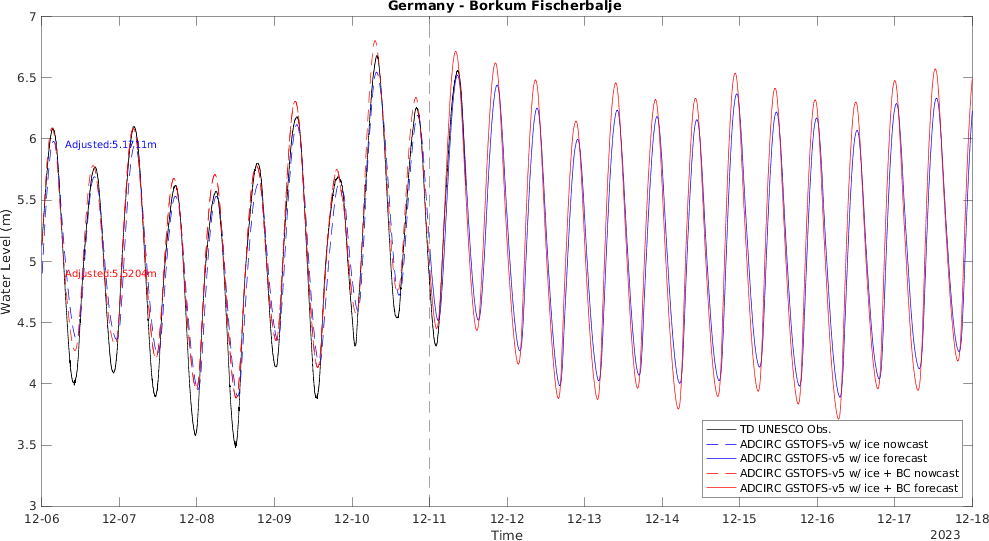 Germany - Borkum Fischerbalje
7
6.5
6
5.5
5
4.5
4
3.5
3
Water Level (m)
Adjusted:5.1711m
Adjusted:5.5204m
TD UNESCO Obs.
ADCIRC GSTOFS-v5 w/ ice nowcast
ADCIRC GSTOFS-v5 w/ ice forecast
ADCIRC GSTOFS-v5 w/ ice + BC nowcast
ADCIRC GSTOFS-v5 w/ ice + BC forecast
12-06 12-07 12-08 12-09 12-10 12-11 12-12 12-13 12-14 12-15 12-16 12-17 12-18
Time
2023